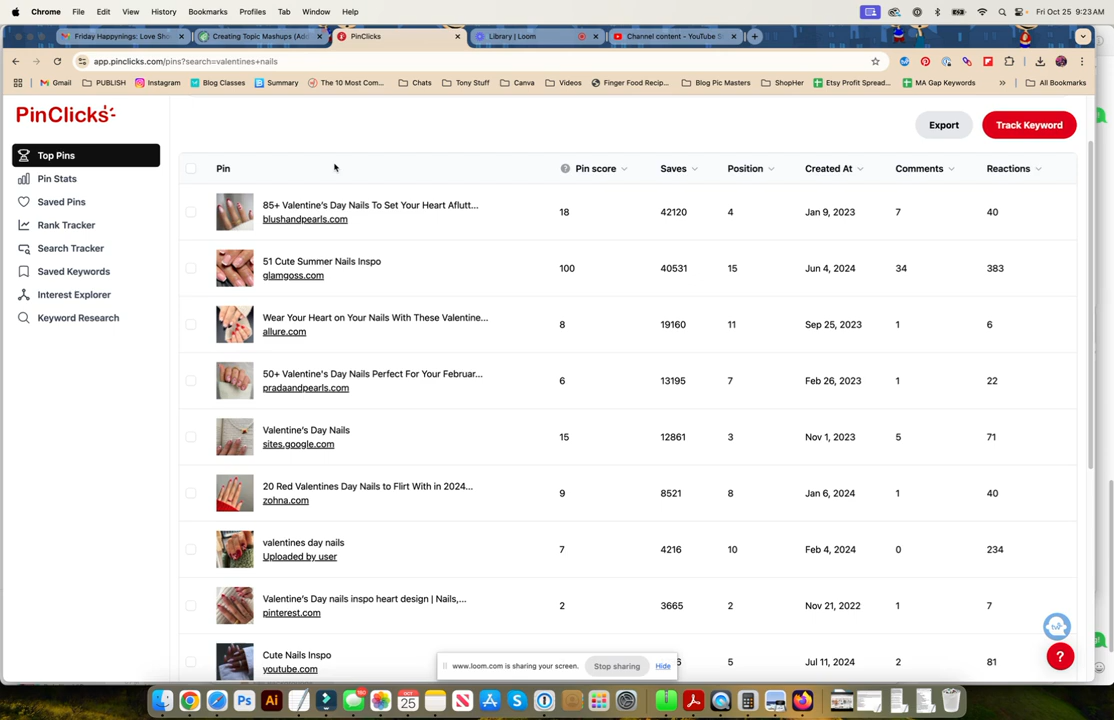 Chrome File Edit View History Bookmarks Profiles Tab Window Help Fri Oct 25 9:23 AM
Friday Happynings: Love Sho Creating Topic Mashups (Ad PinClicks Library | Loom Channel content - YouTube S
app.pinclicks.com/pins?search=valentines+nails
Gmail PUBLISH Instagram Blog Classes Summary The 10 Most Com... Chats Tony Stuff Canva Videos Finger Food Recip... Blog Pic Masters ShopHer Etsy Profit Spread... MA Gap Keywords » All Bookmarks
PinClicks
Export Track Keyword
Top Pins
Pin Stats
Saved Pins
Rank Tracker
Search Tracker
Saved Keywords
Interest Explorer
Keyword Research
Pin ? Pin score Saves Position Created At Comments Reactions
85+ Valentine's Day Nails To Set Your Heart Aflutt...
blushandpearls.com
18 42120 4 Jan 9, 2023 7 40
51 Cute Summer Nails Inspo
glamgoss.com
100 40531 15 Jun 4, 2024 34 383
Wear Your Heart on Your Nails With These Valentine...
allure.com
8 19160 11 Sep 25, 2023 1 6
50+ Valentine's Day Nails Perfect For Your Februar...
pradaandpearls.com
6 13195 7 Feb 26, 2023 1 22
Valentine's Day Nails
sites.google.com
15 12861 3 Nov 1, 2023 5 71
20 Red Valentines Day Nails to Flirt With in 2024...
zohna.com
9 8521 8 Jan 6, 2024 1 40
valentines day nails
Uploaded by user
7 4216 10 Feb 4, 2024 0 234
Valentine's Day nails inspo heart design | Nails,...
pinterest.com
2 3665 2 Nov 21, 2022 1 7
Cute Nails Inspo
youtube.com
6 5 Jul 11, 2024 2 81
www.loom.com is sharing your screen. Stop sharing Hide
?
Ps Ai OCT 25